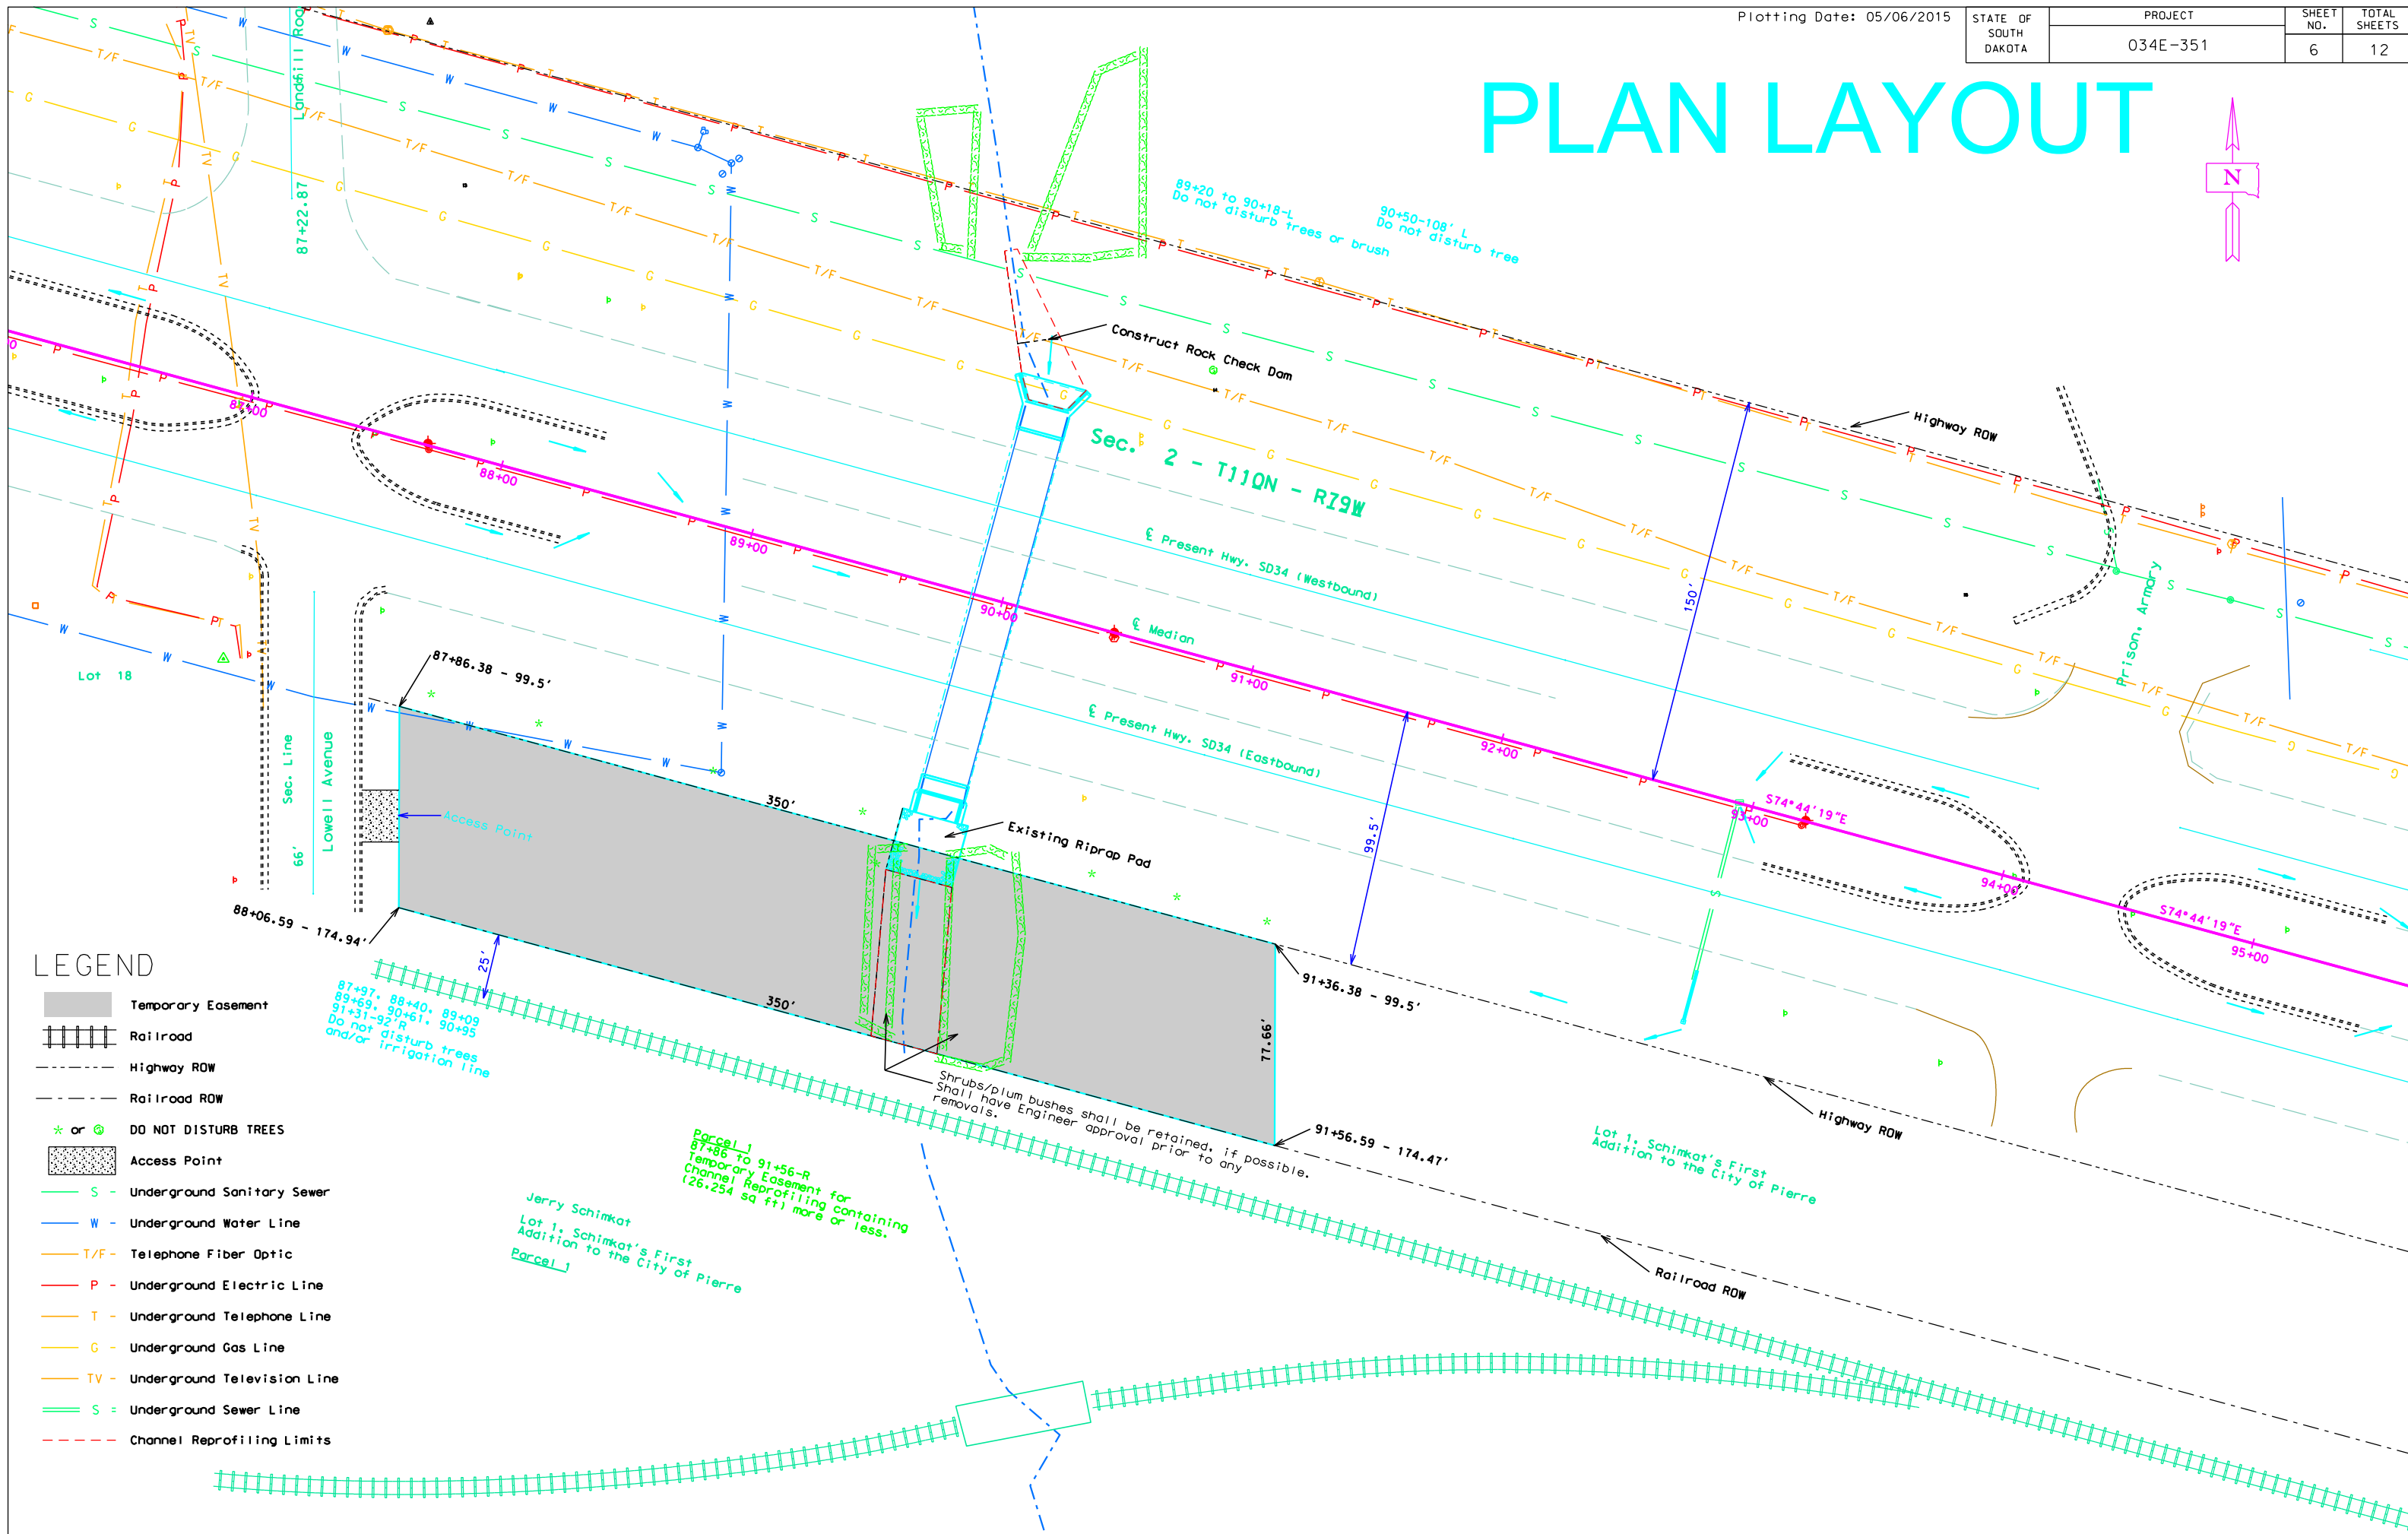 Plotting Date: 05/06/2015
STATE OF
SOUTH
DAKOTA
PROJECT
034E-351
SHEET
NO.
6
TOTAL
SHEETS
12
PLAN LAYOUT
N
Landfill Road
87+22.87
89+20 to 90+18-L
Do not disturb trees or brush
90+50-108' L
Do not disturb tree
Construct Rock Check Dam
Highway ROW
Sec. 2 - T110N - R79W
℄ Present Hwy. SD34 (Westbound)
℄ Median
℄ Present Hwy. SD34 (Eastbound)
87+00
88+00
89+00
90+00
91+00
92+00
93+00
94+00
95+00
S74°44'19"E
S74°44'19"E
150'
99.5'
Prison, Armary
Lot 18
Sec. Line
66'
Lowell Avenue
87+86.38 - 99.5'
350'
Access Point
Existing Riprap Pad
88+06.59 - 174.94'
25'
350'
91+36.38 - 99.5'
77.66'
91+56.59 - 174.47'
Highway ROW
Railroad ROW
87+97, 88+40, 89+09
89+69, 90+61, 90+95
91+31-92'R
Do not disturb trees
and/or irrigation line
Shrubs/plum bushes shall be retained, if possible.
Shall have Engineer approval prior to any
removals.
Parcel 1
87+86 to 91+56-R
Temporary Easement for
Channel Reprofiling containing
(26,254 sq ft) more or less.
Jerry Schimkat
Lot 1, Schimkat's First
Addition to the City of Pierre
Parcel 1
Lot 1, Schimkat's First
Addition to the City of Pierre
LEGEND
Temporary Easement
Railroad
Highway ROW
Railroad ROW
* or DO NOT DISTURB TREES
Access Point
S Underground Sanitary Sewer
W Underground Water Line
T/F Telephone Fiber Optic
P Underground Electric Line
T Underground Telephone Line
G Underground Gas Line
TV Underground Television Line
S Underground Sewer Line
Channel Reprofiling Limits